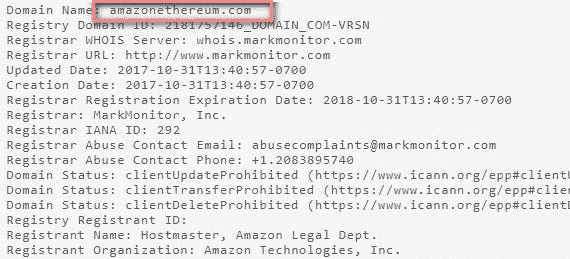 Domain Name: amazonethereum.com
Registry Domain ID: 2181757146_DOMAIN_COM-VRSN
Registrar WHOIS Server: whois.markmonitor.com
Registrar URL: http://www.markmonitor.com
Updated Date: 2017-10-31T13:40:57-0700
Creation Date: 2017-10-31T13:40:57-0700
Registrar Registration Expiration Date: 2018-10-31T13:40:57-0700
Registrar: MarkMonitor, Inc.
Registrar IANA ID: 292
Registrar Abuse Contact Email: abusecomplaints@markmonitor.com
Registrar Abuse Contact Phone: +1.2083895740
Domain Status: clientUpdateProhibited (https://www.icann.org/epp#clientU
Domain Status: clientTransferProhibited (https://www.icann.org/epp#clien
Domain Status: clientDeleteProhibited (https://www.icann.org/epp#clientD
Registry Registrant ID:
Registrant Name: Hostmaster, Amazon Legal Dept.
Registrant Organization: Amazon Technologies, Inc.